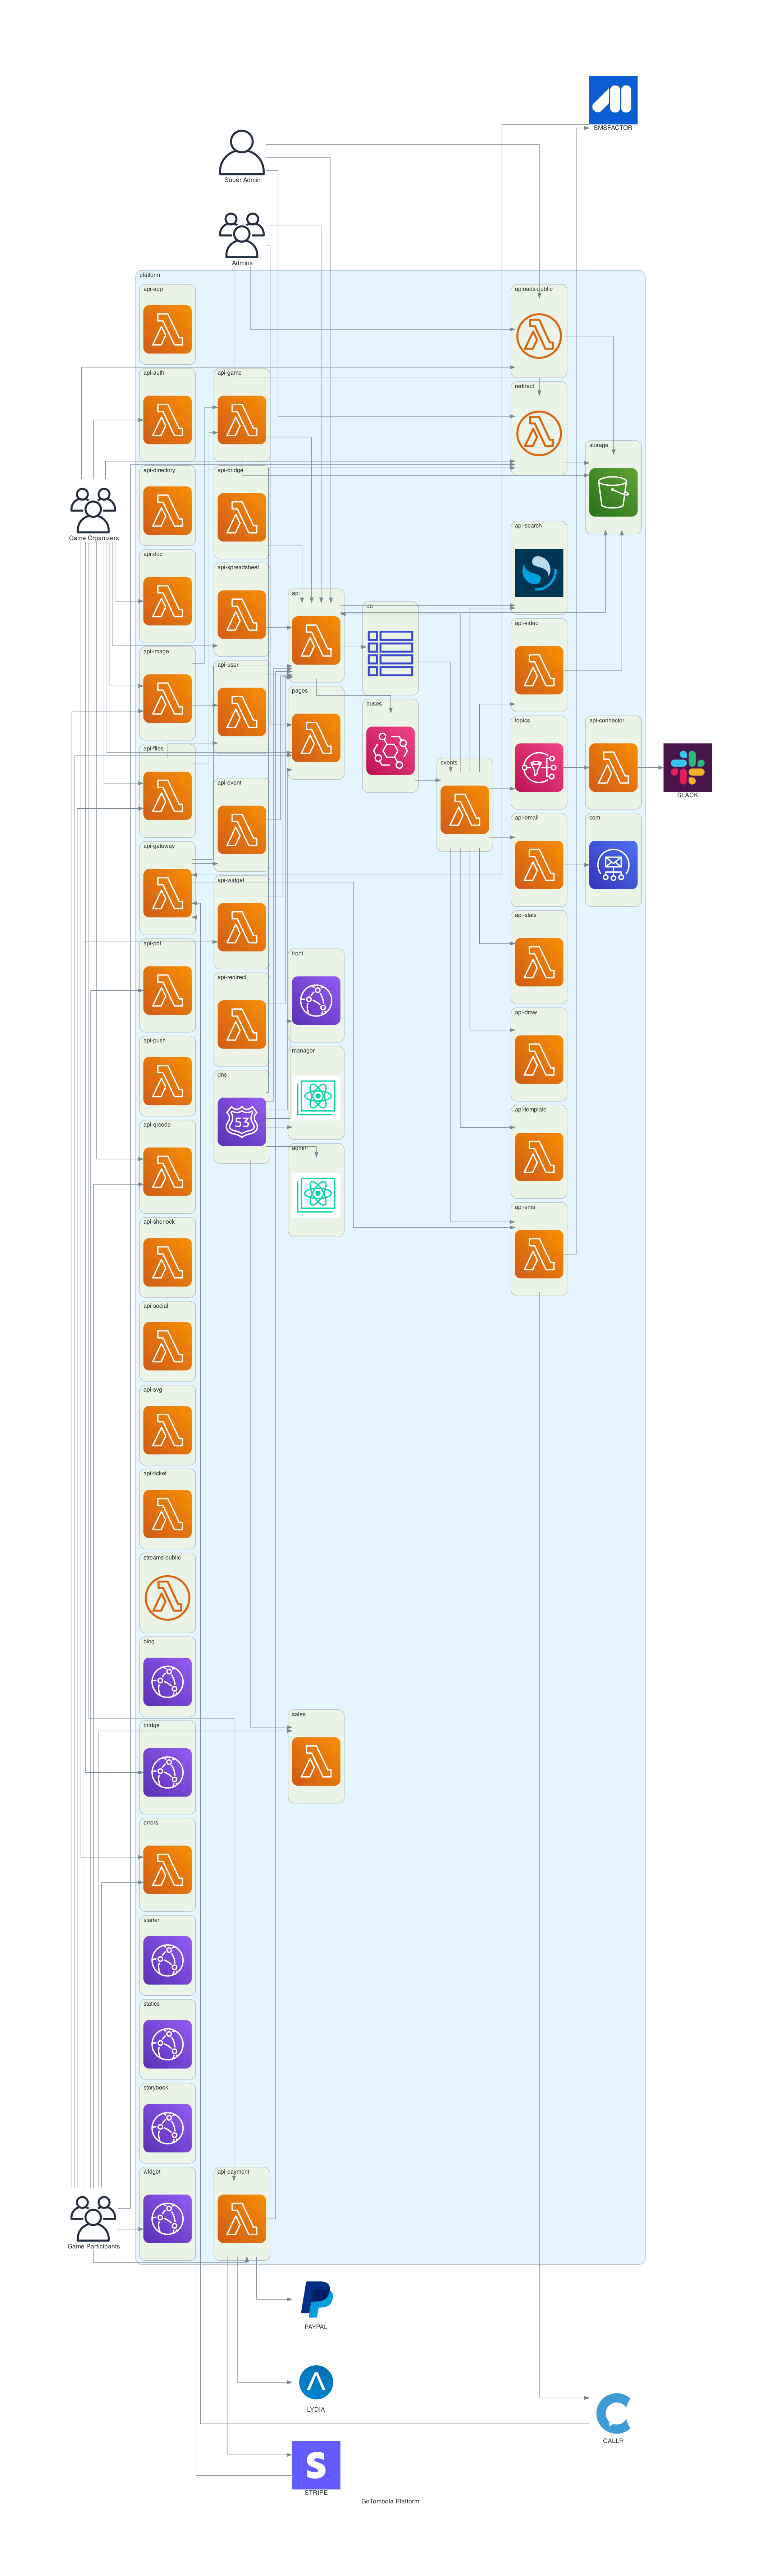 SMSFACTOR
Super Admin
Admins
platform
api-app
uploads-public
api-auth
api-game
redirect
storage
api-directory
api-bridge
Game Organizers
api-search
api-doc
api-spreadsheet
api
db
api-video
api-image
api-user
pages
buses
topics
api-connector
api-files
events
SLACK
api-event
api-email
com
api-gateway
api-widget
api-stats
api-pdf
front
api-redirect
api-draw
api-push
manager
dns
api-template
api-qrcode
admin
api-sms
api-sherlock
api-social
api-svg
api-ticket
streams-public
blog
sales
bridge
errors
starter
statics
storybook
widget
api-payment
Game Participants
PAYPAL
LYDIA
CALLR
STRIPE
GoTombola Platform
53
S